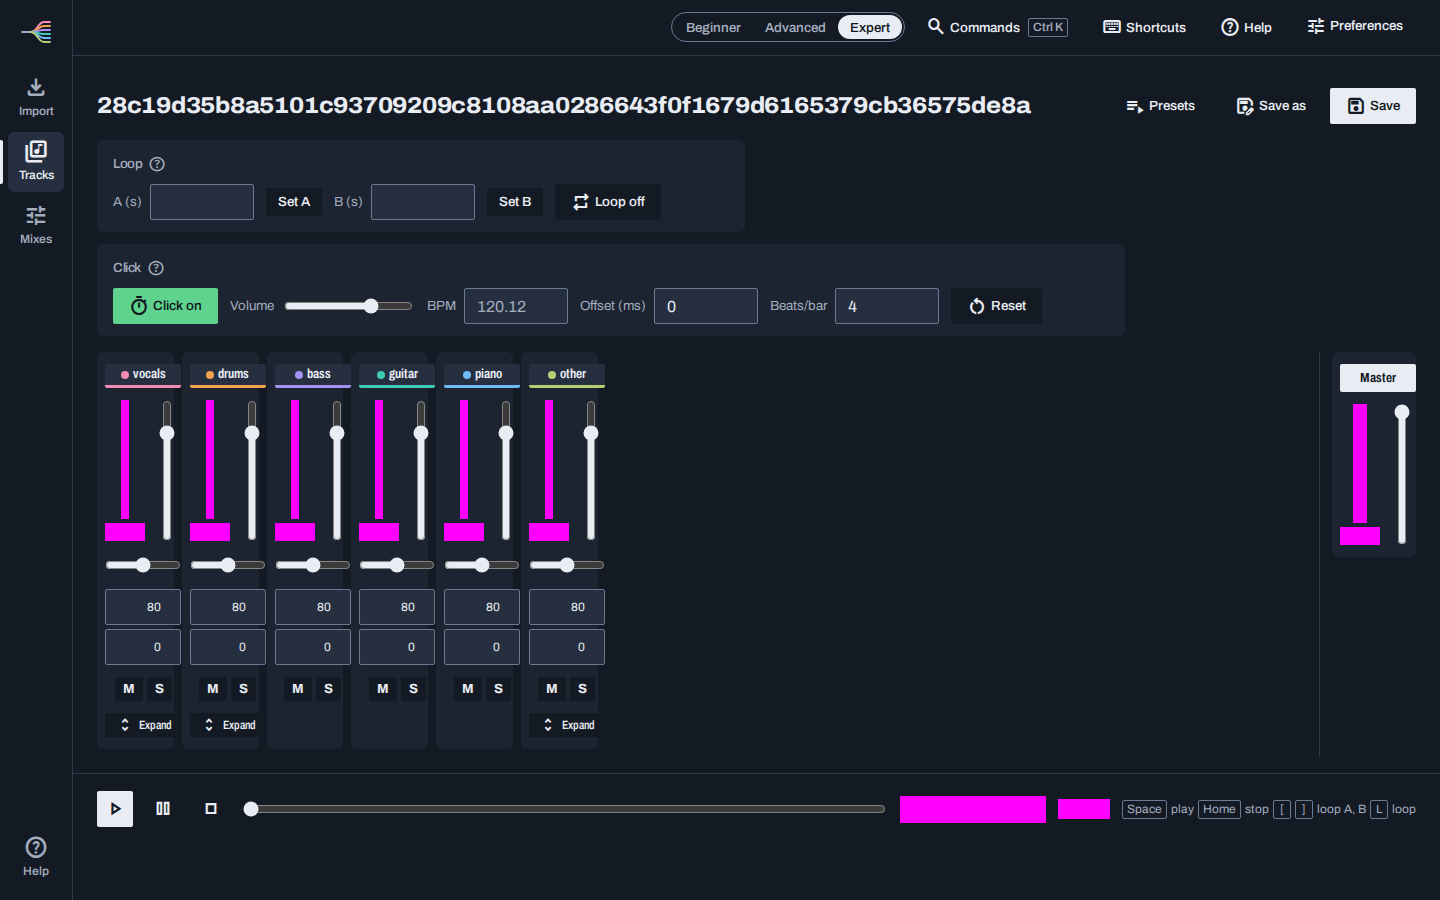 Beginner Advanced Expert Commands Ctrl K Shortcuts Help Preferences
Import
Tracks
Mixes
Help
28c19d35b8a5101c93709209c8108aa0286643f0f1679d6165379cb36575de8a
Presets Save as Save
Loop
A (s) Set A B (s) Set B Loop off
Click
Click on Volume BPM 120.12 Offset (ms) 0 Beats/bar 4 Reset
vocals drums bass guitar piano other Master
80 80 80 80 80 80
0 0 0 0 0 0
M S M S M S M S M S M S
Expand Expand Expand
Space play Home stop [ ] loop A, B L loop